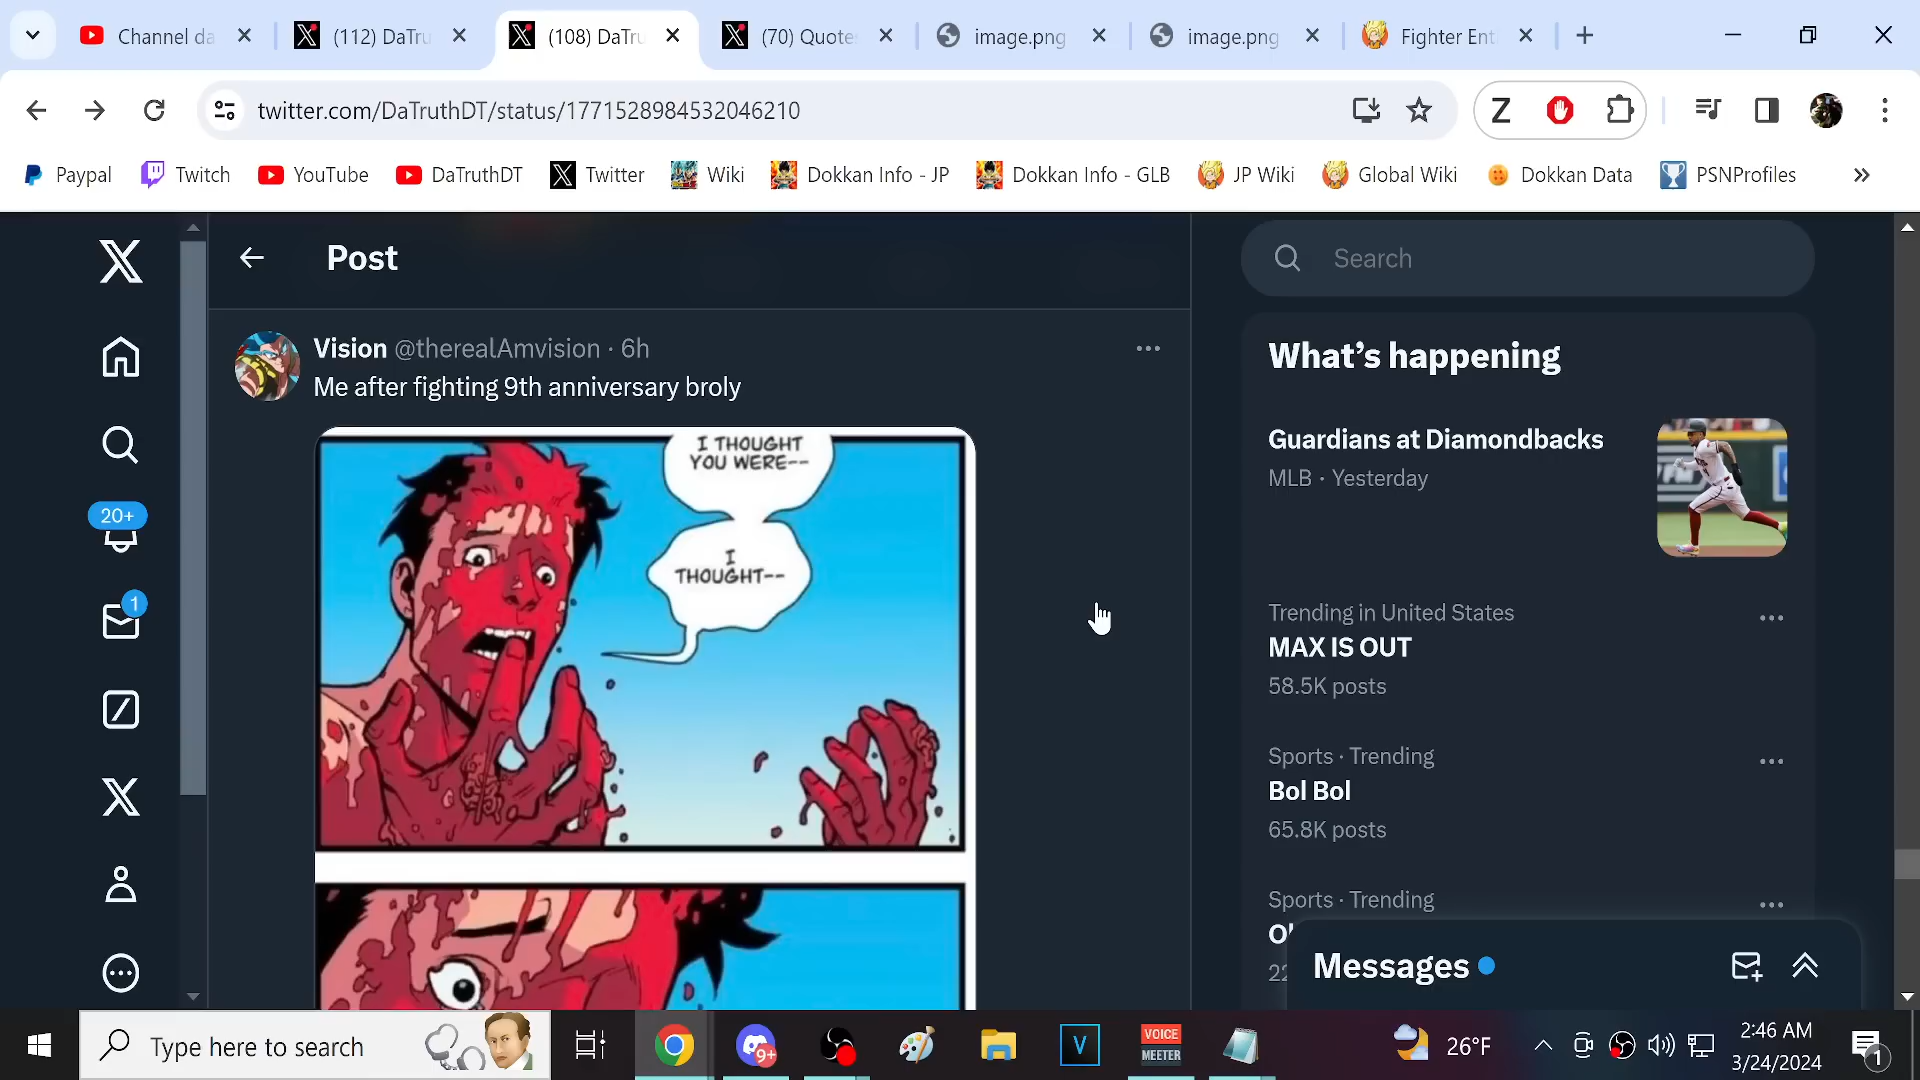 Channel da
(112) DaTru
(108) DaTru
(70) Quote
image.png
image.png
Fighter Ent
twitter.com/DaTruthDT/status/1771528984532046210
Z
Paypal
Twitch
YouTube
DaTruthDT
Twitter
Wiki
Dokkan Info - JP
Dokkan Info - GLB
JP Wiki
Global Wiki
Dokkan Data
PSNProfiles
Post
Search
Vision @therealAmvision · 6h
Me after fighting 9th anniversary broly
I THOUGHT
YOU WERE--
I
THOUGHT--
20+
1
What's happening
Guardians at Diamondbacks
MLB · Yesterday
Trending in United States
MAX IS OUT
58.5K posts
Sports · Trending
Bol Bol
65.8K posts
Sports · Trending
Messages
Type here to search
9+
V
VOICE
MEETER
26°F
2:46 AM
3/24/2024
1